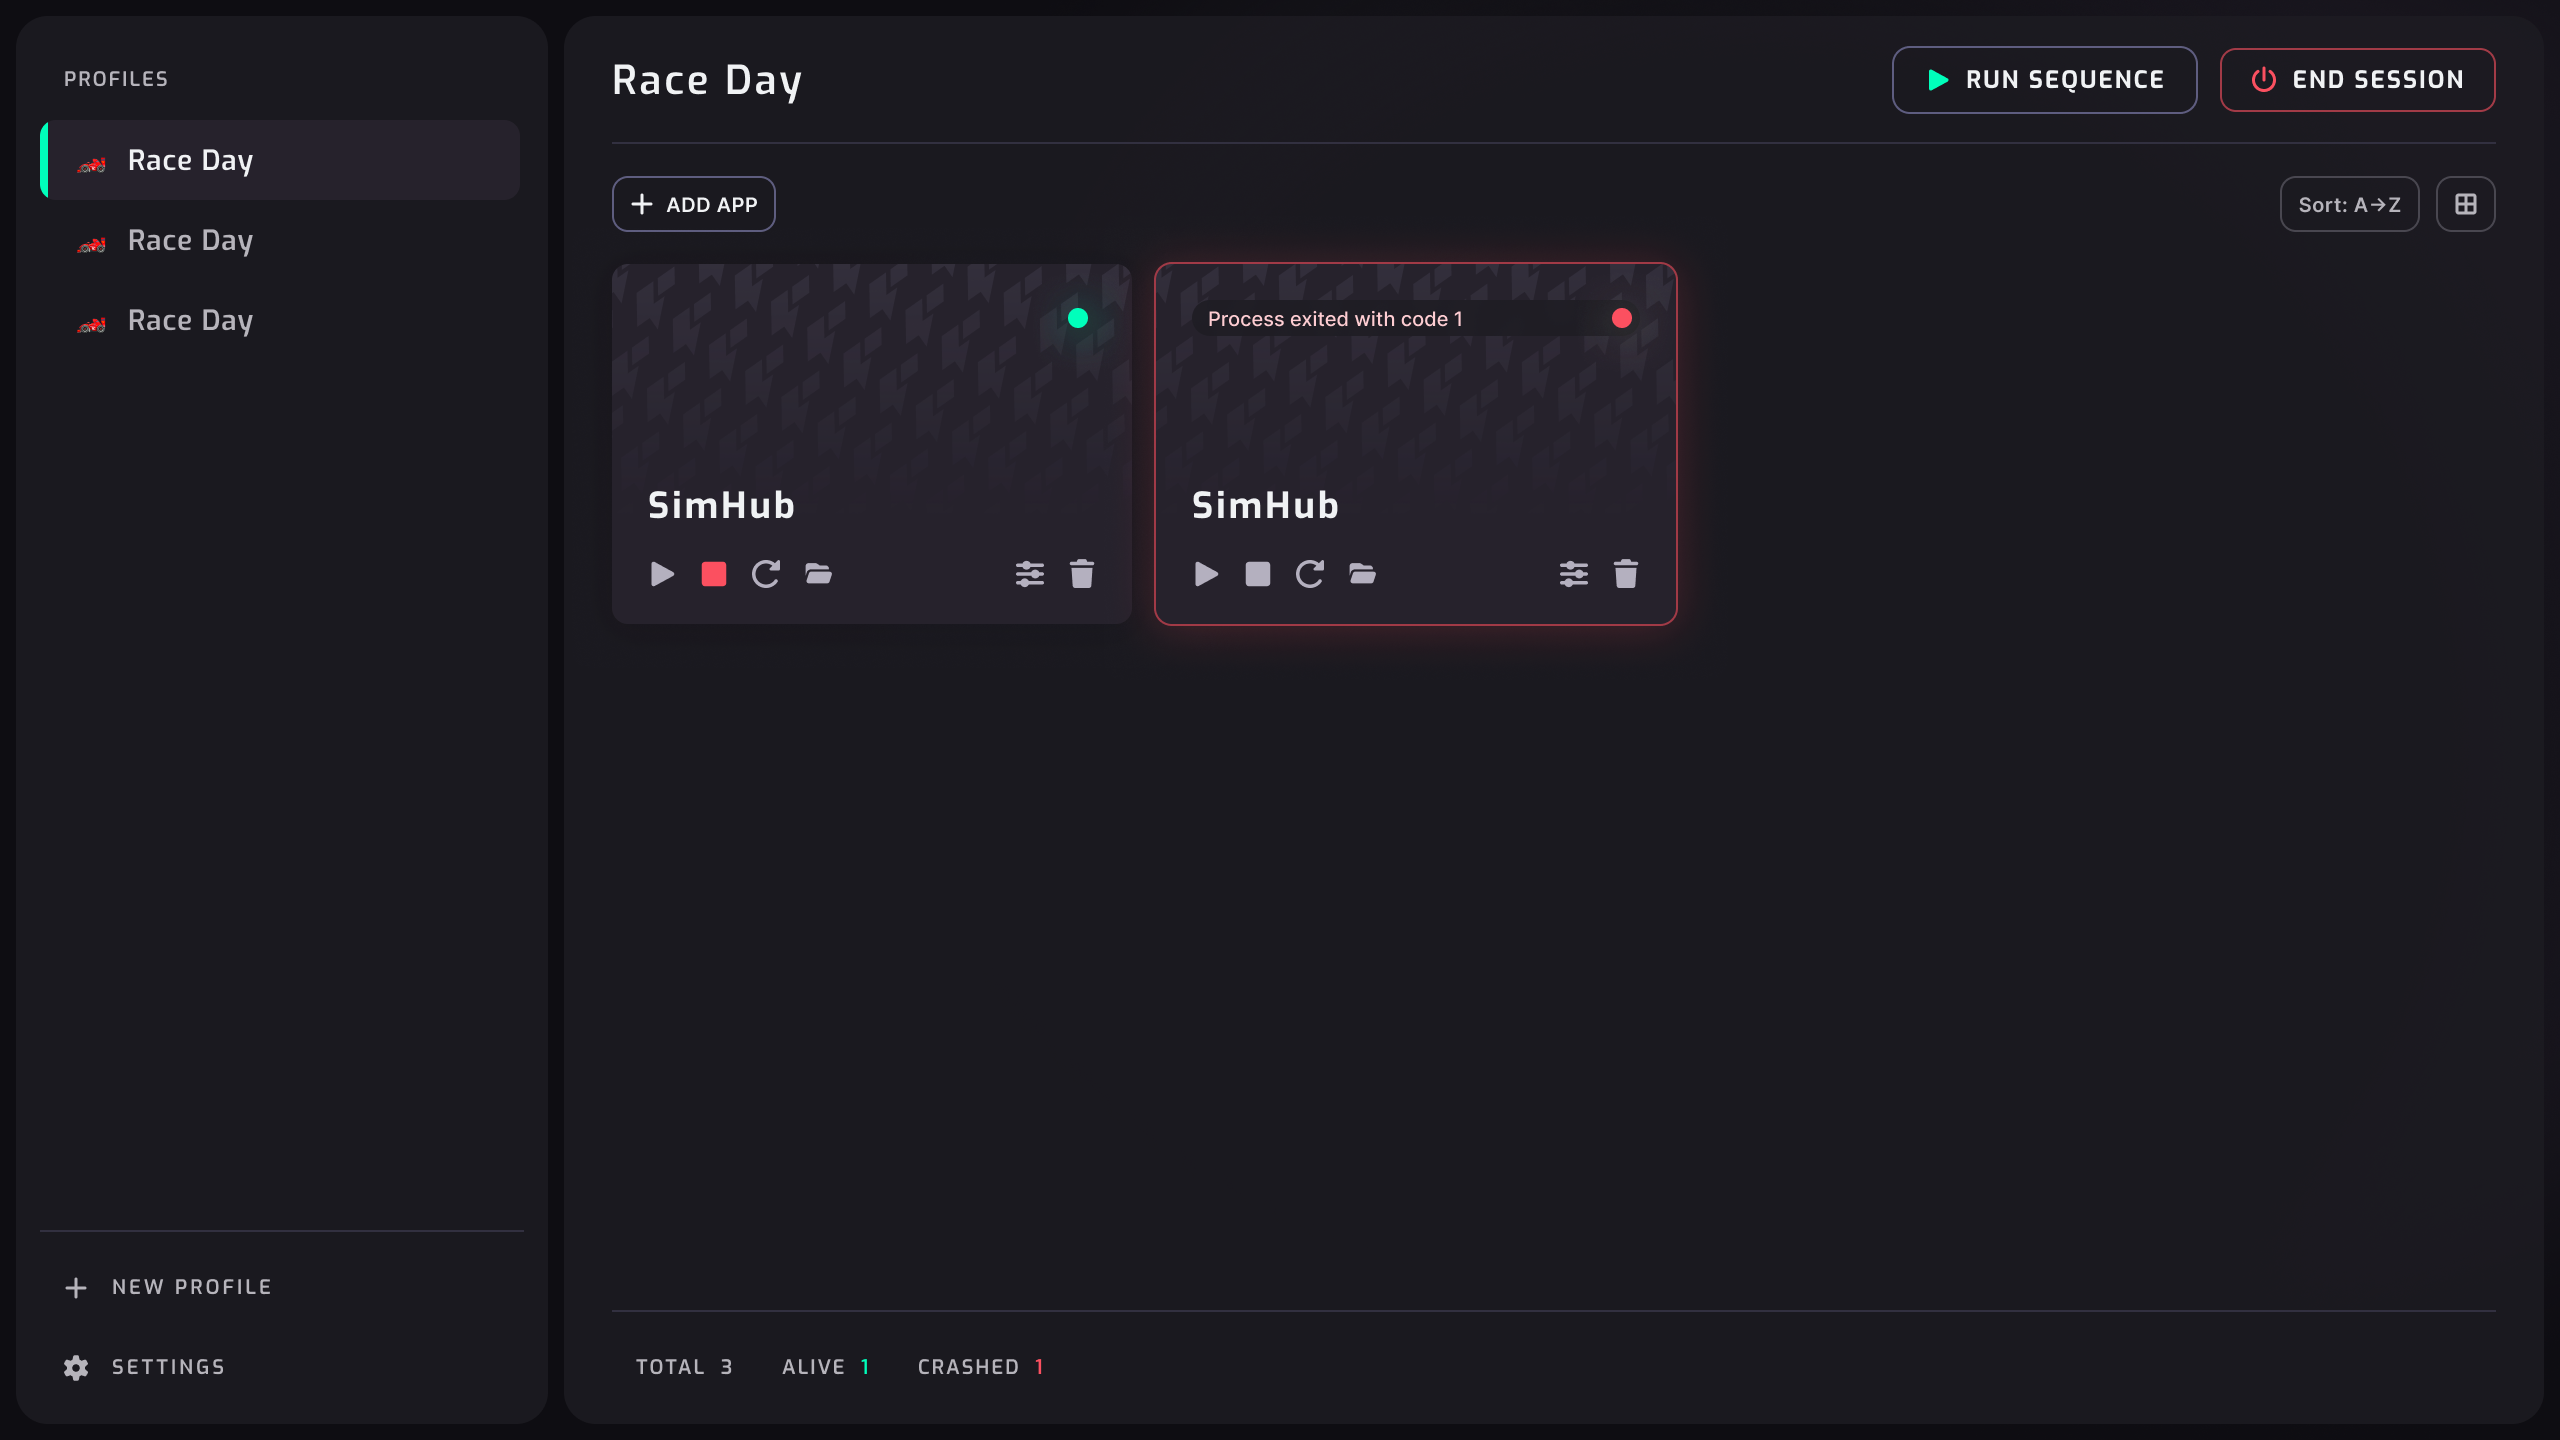 PROFILES
Race Day
Race Day
Race Day
NEW PROFILE
SETTINGS
Race Day
RUN SEQUENCE
END SESSION
ADD APP
Sort: A→Z
SimHub
Process exited with code 1
SimHub
TOTAL 3 ALIVE 1 CRASHED 1